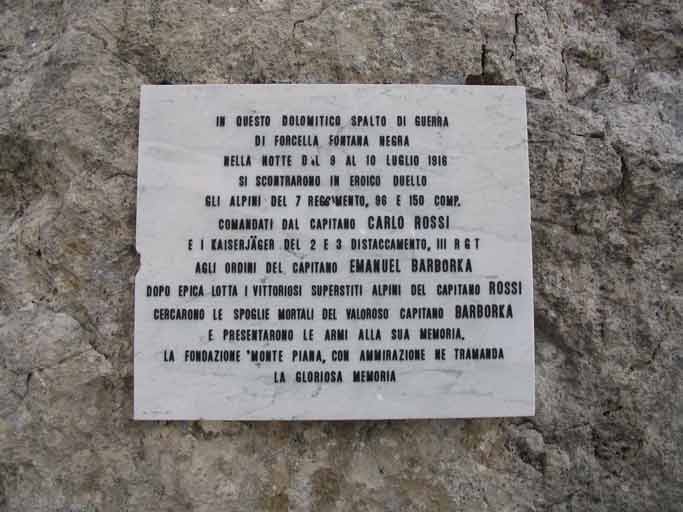 IN QUESTO DOLOMITICO SPALTO DI GUERRA
DI FORCELLA FONTANA NEGRA
NELLA NOTTE DAL 9 AL 10 LUGLIO 1916
SI SCONTRARONO IN EROICO DUELLO
GLI ALPINI DEL 7 REGGIMENTO, 96 E 150 COMP.
COMANDATI DAL CAPITANO CARLO ROSSI
E I KAISERJÄGER DEL 2 E 3 DISTACCAMENTO, III R G T
AGLI ORDINI DEL CAPITANO EMANUEL BARBORKA
DOPO EPICA LOTTA I VITTORIOSI SUPERSTITI ALPINI DEL CAPITANO ROSSI
CERCARONO LE SPOGLIE MORTALI DEL VALOROSO CAPITANO BARBORKA
E PRESENTARONO LE ARMI ALLA SUA MEMORIA.
LA FONDAZIONE "MONTE PIANA, CON AMMIRAZIONE NE TRAMANDA
LA GLORIOSA MEMORIA